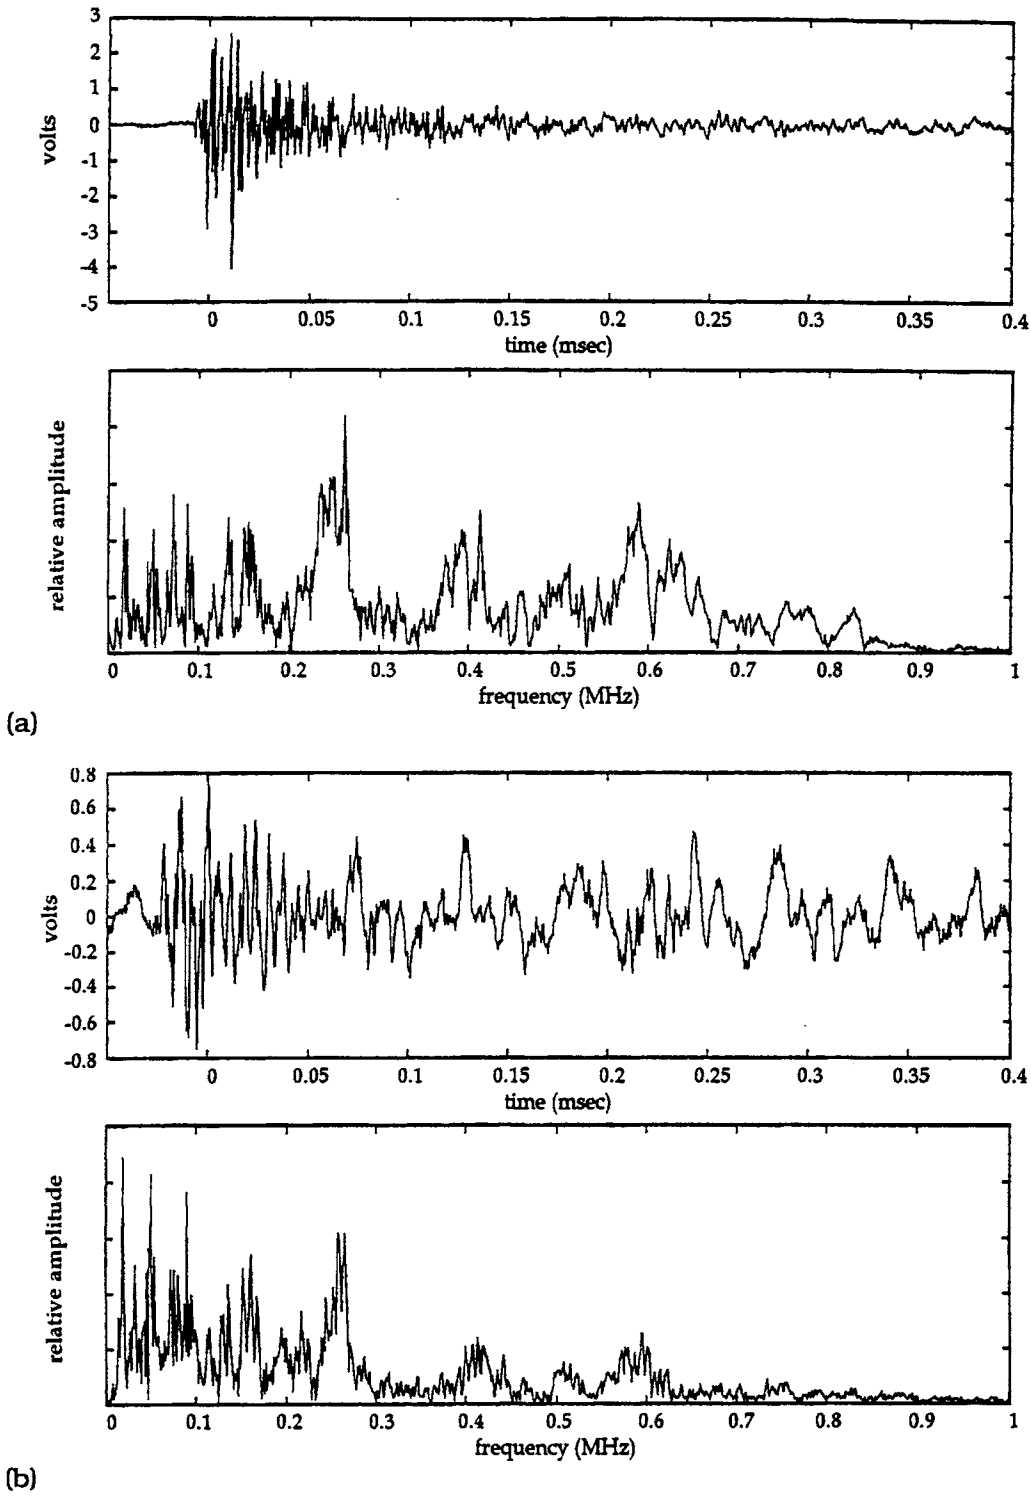 3
2
1
0
-1
-2
-3
-4
-5
volts
0 0.05 0.1 0.15 0.2 0.25 0.3 0.35 0.4
time (msec)
relative amplitude
0 0.1 0.2 0.3 0.4 0.5 0.6 0.7 0.8 0.9 1
frequency (MHz)
(a)
0.8
0.6
0.4
0.2
0
-0.2
-0.4
-0.6
-0.8
volts
0 0.05 0.1 0.15 0.2 0.25 0.3 0.35 0.4
time (msec)
relative amplitude
0 0.1 0.2 0.3 0.4 0.5 0.6 0.7 0.8 0.9 1
frequency (MHz)
(b)